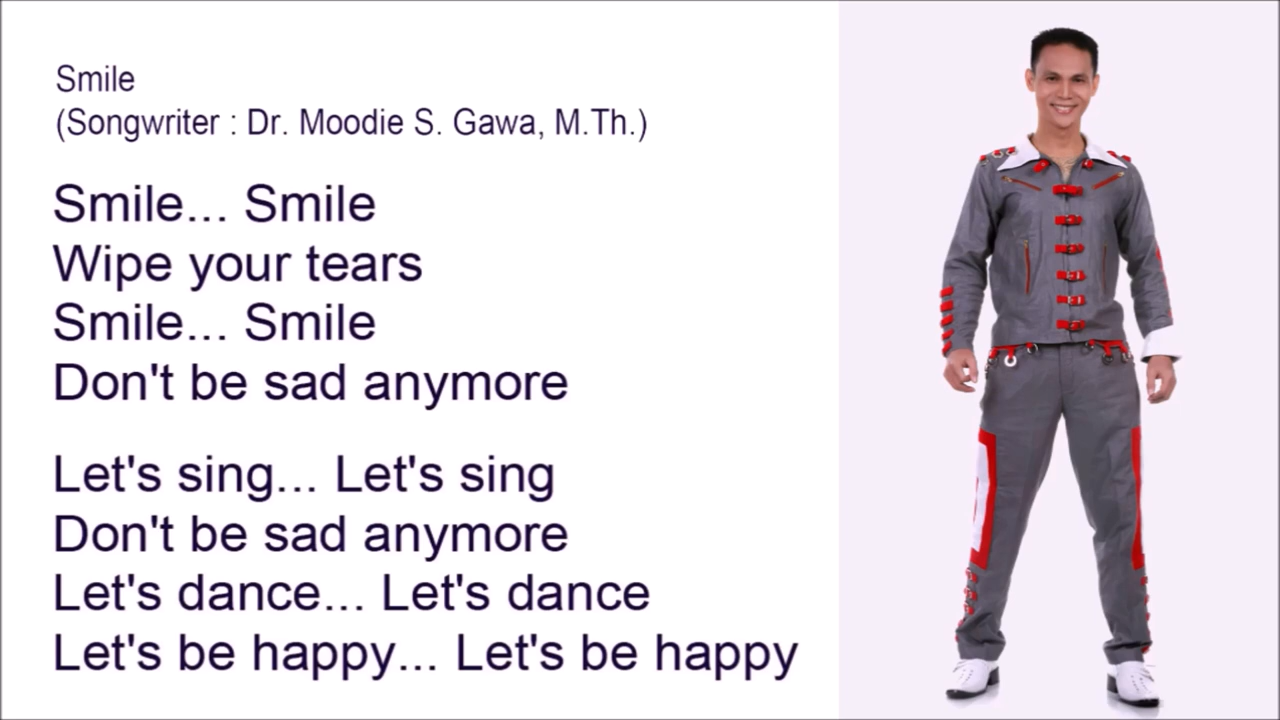 Smile
(Songwriter : Dr. Moodie S. Gawa, M.Th.)
Smile... Smile
Wipe your tears
Smile... Smile
Don't be sad anymore
Let's sing... Let's sing
Don't be sad anymore
Let's dance... Let's dance
Let's be happy... Let's be happy